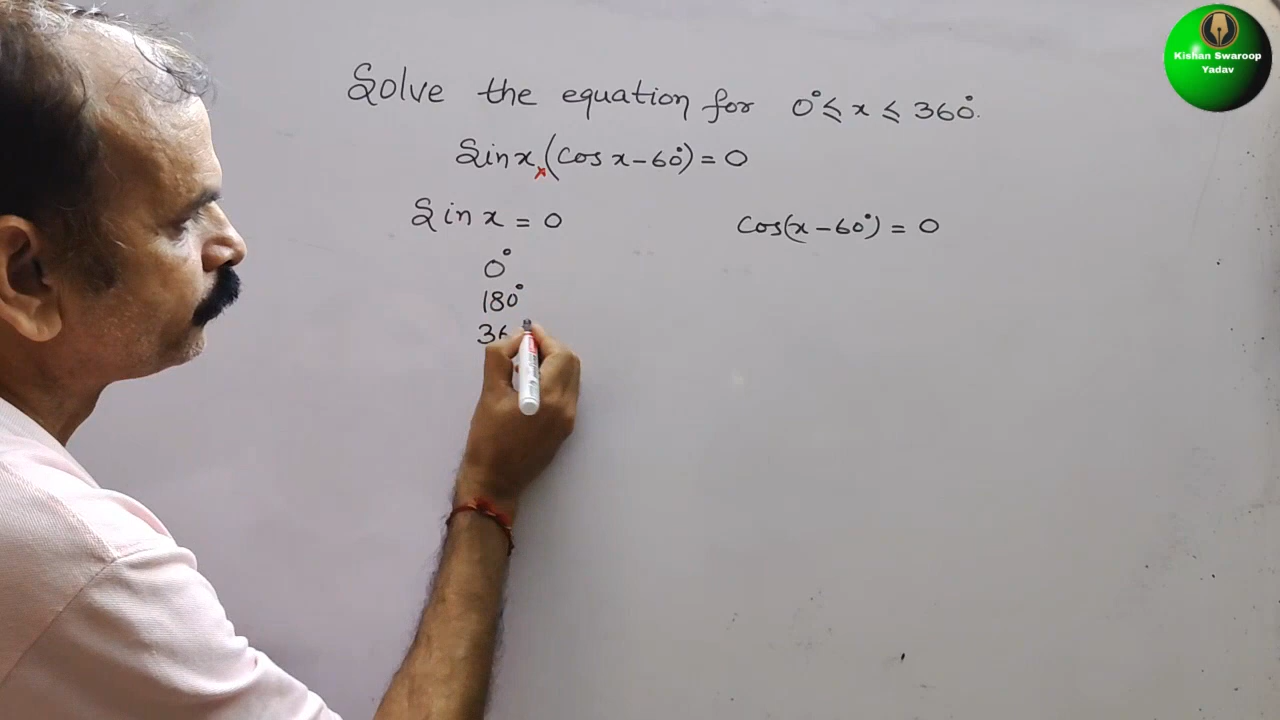 Kishan Swaroop
Yadav
Solve the equation for 0° ⩽ x ⩽ 360°.
Sin x × (Cos x - 60°) = 0
Sin x = 0
0°
180°
36
Cos(x - 60°) = 0